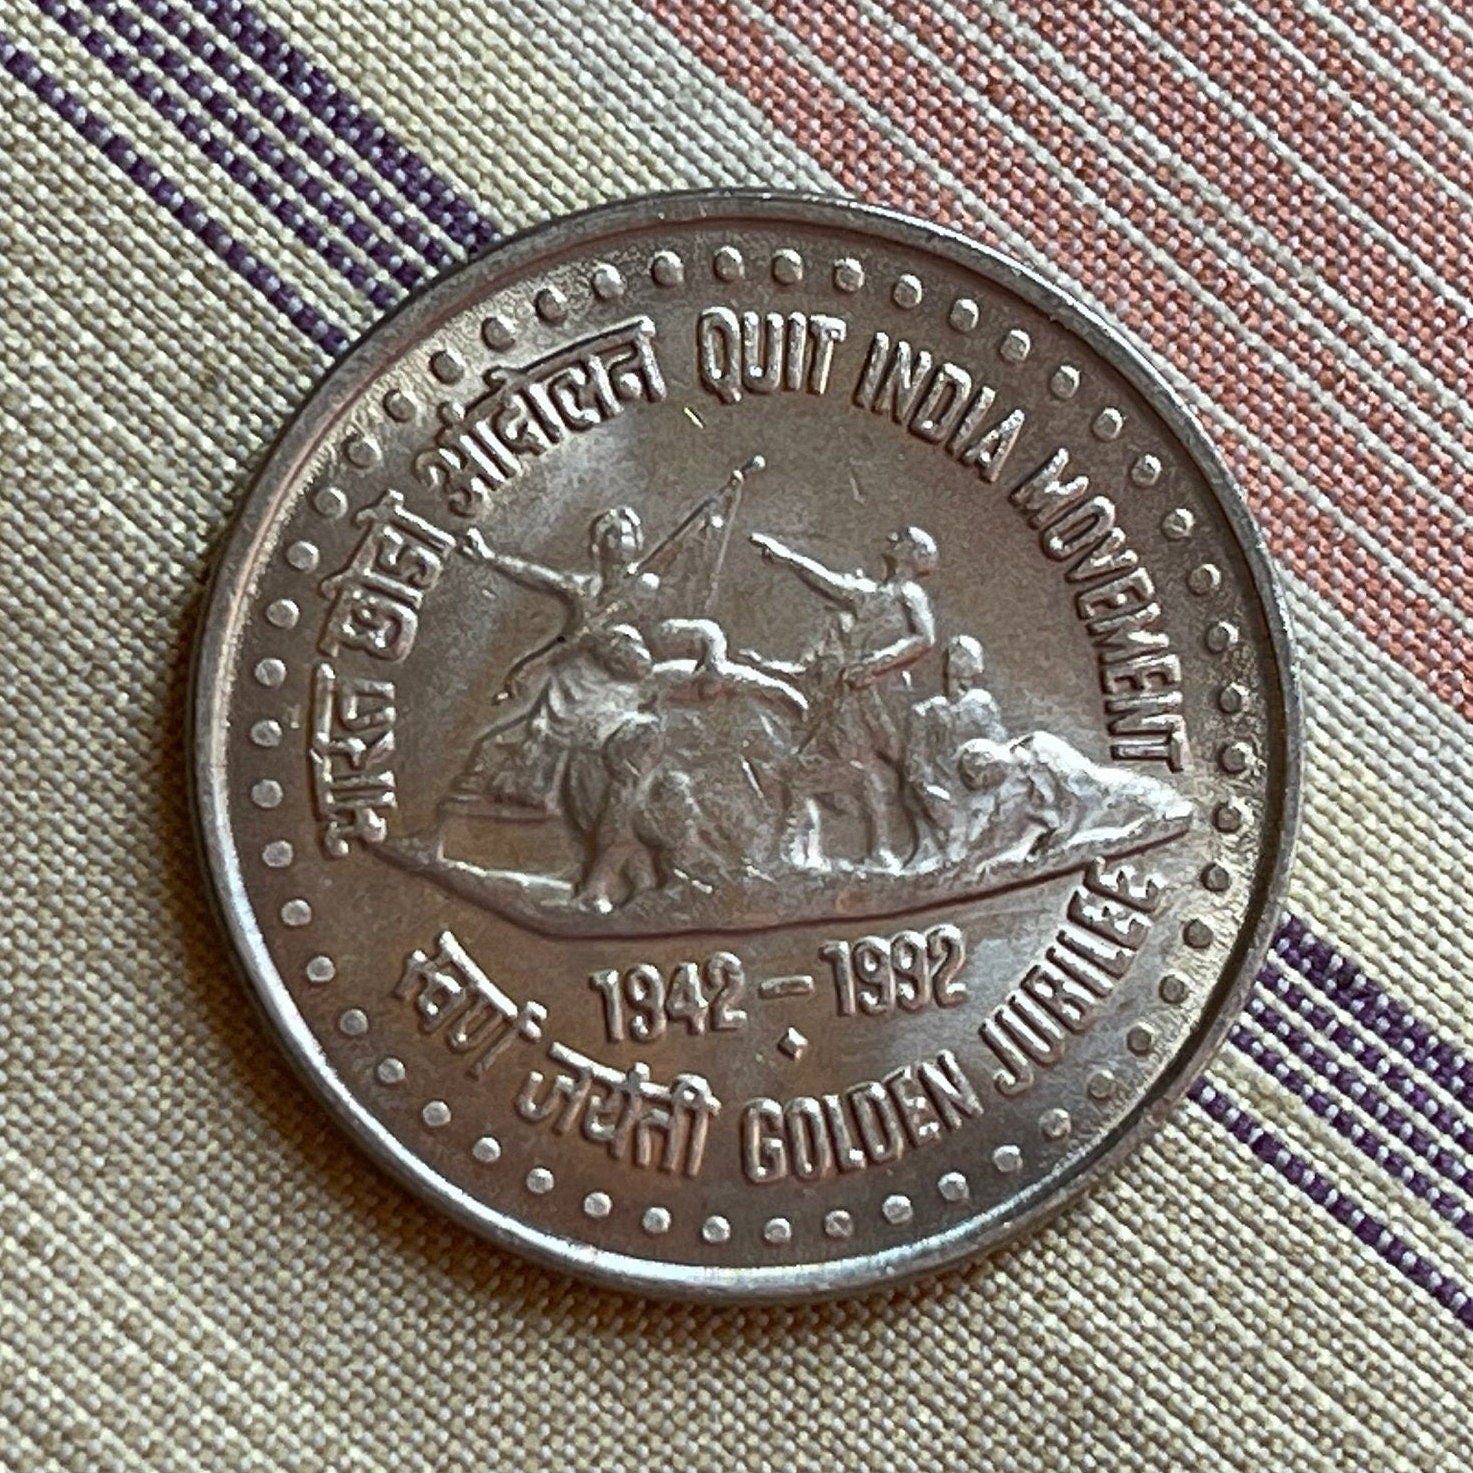 भारत छोड़ो आंदोलन QUIT INDIA MOVEMENT
1942 - 1992
स्वर्ण जयंती GOLDEN JUBILEE